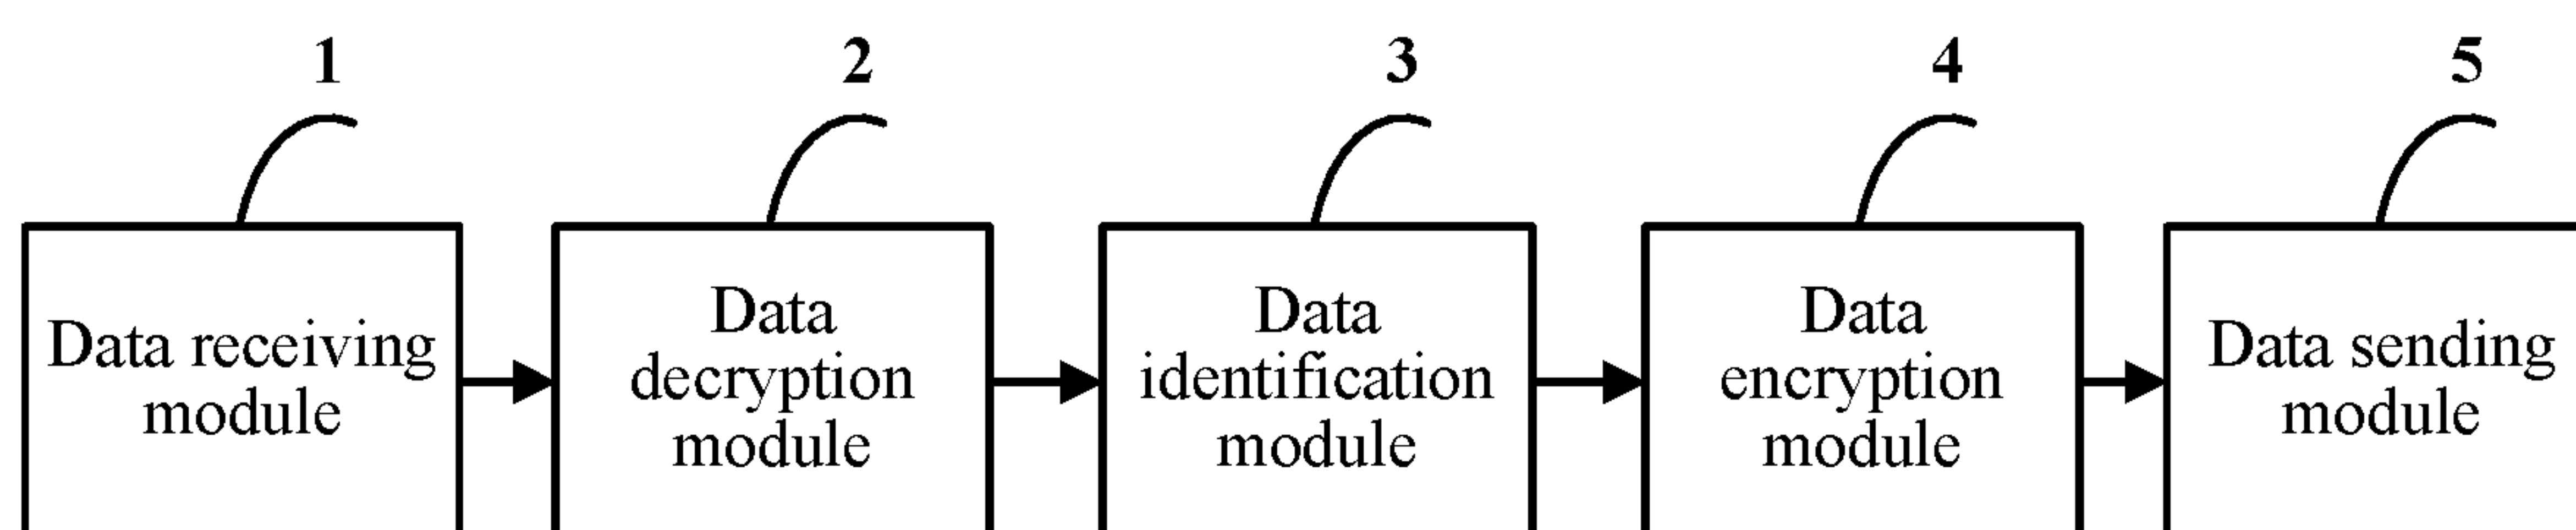 1
2
3
4
5
Data receiving
module
Data
decryption
module
Data
identification
module
Data
encryption
module
Data sending
module